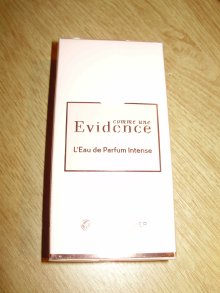 comme une
Evidence
L'Eau de Parfum Intense